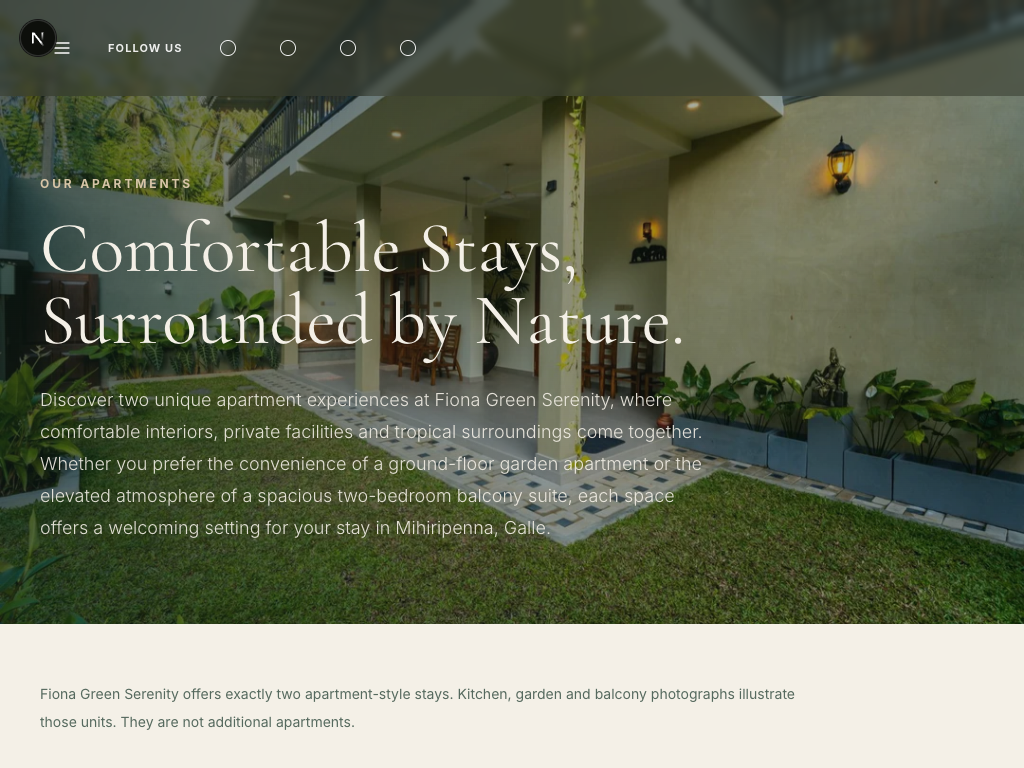 N
FOLLOW US
OUR APARTMENTS
Comfortable Stays,
Surrounded by Nature.
Discover two unique apartment experiences at Fiona Green Serenity, where
comfortable interiors, private facilities and tropical surroundings come together.
Whether you prefer the convenience of a ground-floor garden apartment or the
elevated atmosphere of a spacious two-bedroom balcony suite, each space
offers a welcoming setting for your stay in Mihiripenna, Galle.
Fiona Green Serenity offers exactly two apartment-style stays. Kitchen, garden and balcony photographs illustrate
those units. They are not additional apartments.